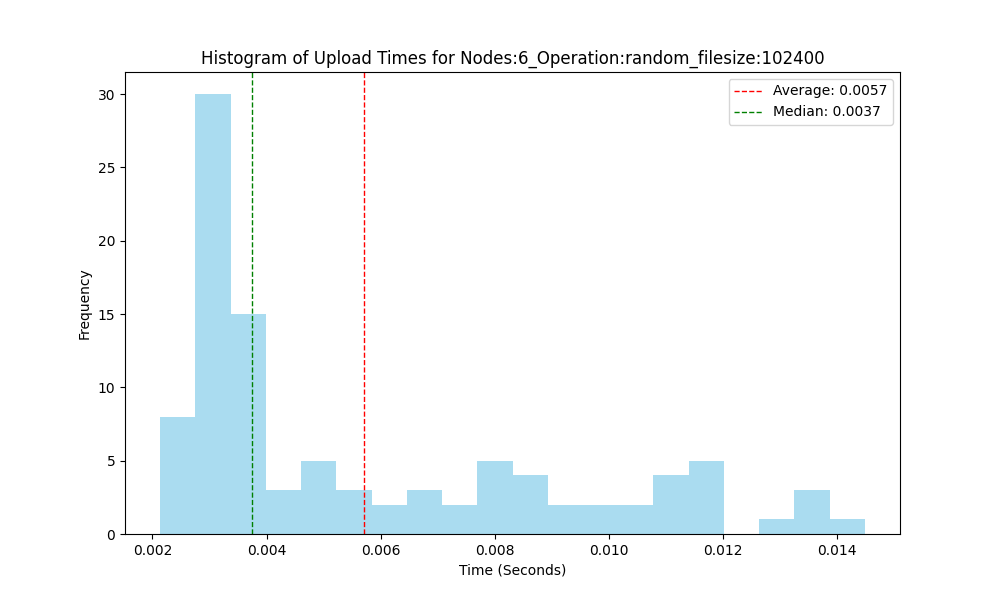 Histogram of Upload Times for Nodes:6_Operation:random_filesize:102400
Average: 0.0057
Median: 0.0037
Frequency
30
25
20
15
10
5
0
0.002 0.004 0.006 0.008 0.010 0.012 0.014
Time (Seconds)